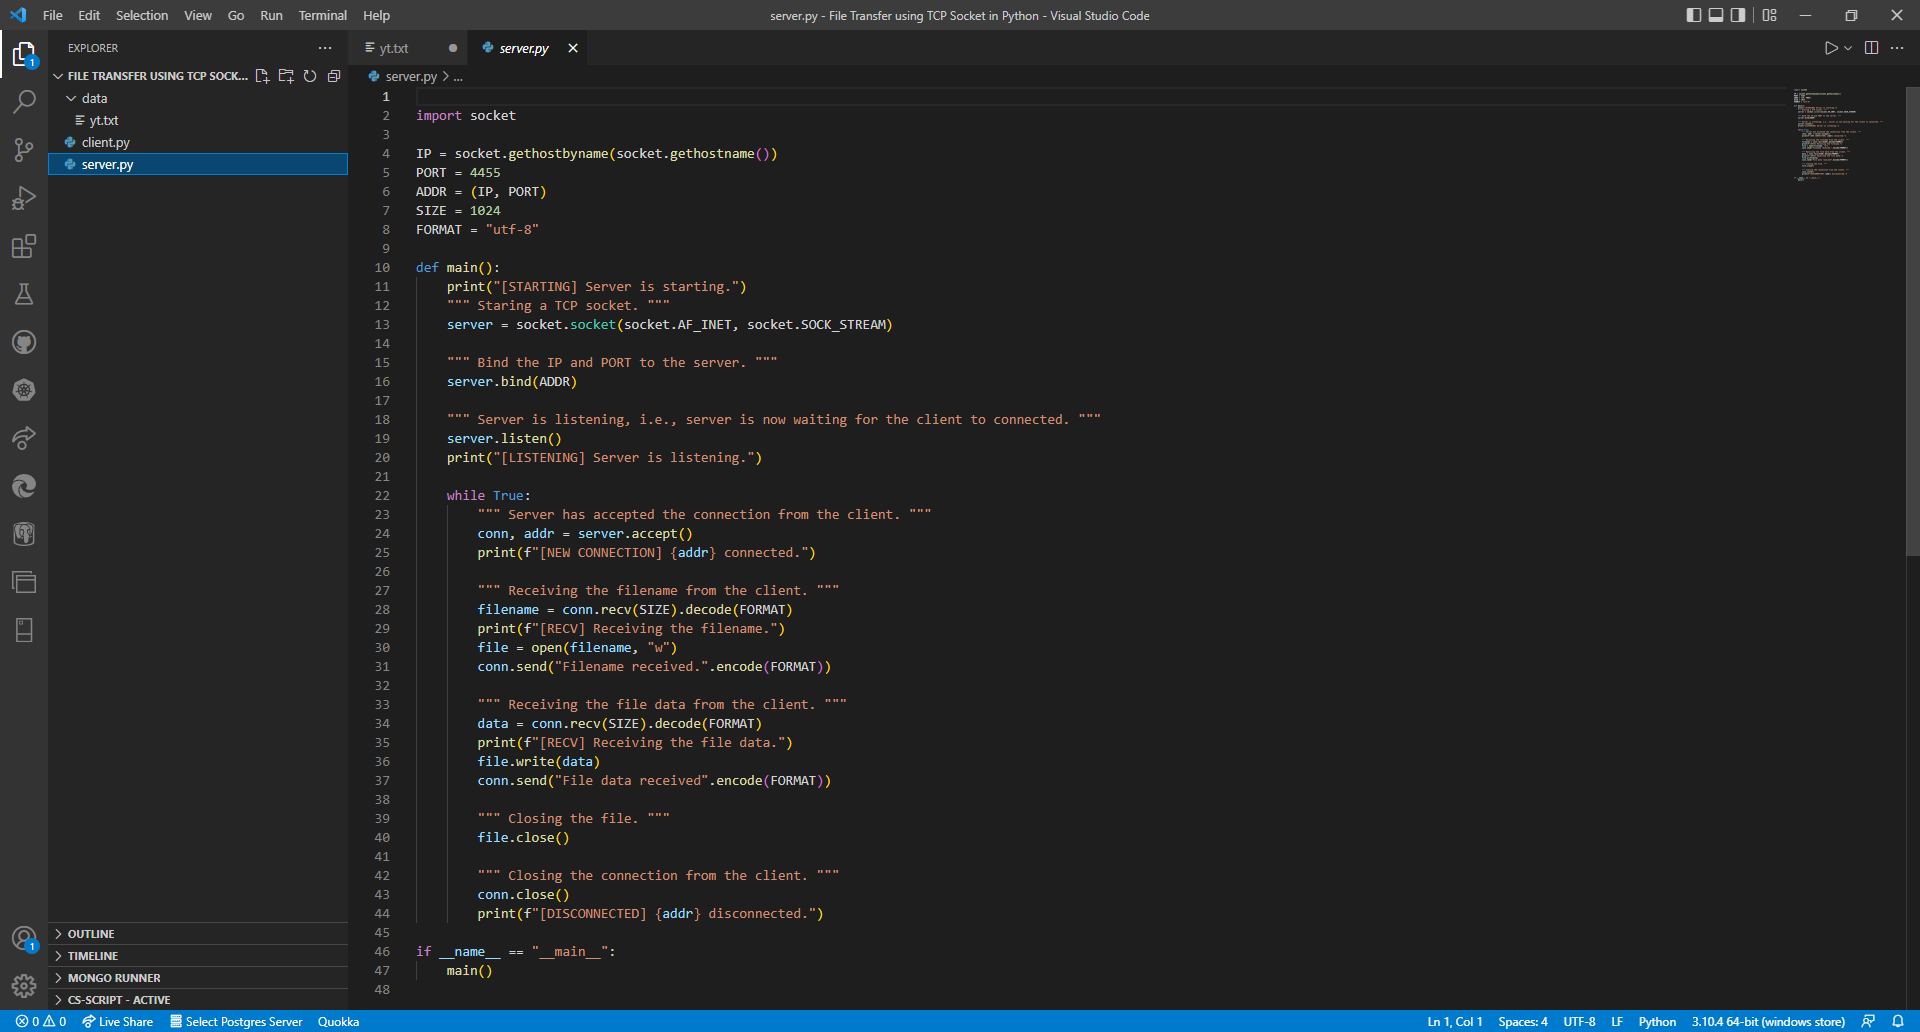 File Edit Selection View Go Run Terminal Help
server.py - File Transfer using TCP Socket in Python - Visual Studio Code
EXPLORER
FILE TRANSFER USING TCP SOCK...
data
yt.txt
client.py
server.py
OUTLINE
TIMELINE
MONGO RUNNER
CS-SCRIPT - ACTIVE
1
1
yt.txt
server.py
server.py > ...
1
2 import socket
3
4 IP = socket.gethostbyname(socket.gethostname())
5 PORT = 4455
6 ADDR = (IP, PORT)
7 SIZE = 1024
8 FORMAT = "utf-8"
9
10 def main():
11     print("[STARTING] Server is starting.")
12     """ Staring a TCP socket. """
13     server = socket.socket(socket.AF_INET, socket.SOCK_STREAM)
14
15     """ Bind the IP and PORT to the server. """
16     server.bind(ADDR)
17
18     """ Server is listening, i.e., server is now waiting for the client to connected. """
19     server.listen()
20     print("[LISTENING] Server is listening.")
21
22     while True:
23         """ Server has accepted the connection from the client. """
24         conn, addr = server.accept()
25         print(f"[NEW CONNECTION] {addr} connected.")
26
27         """ Receiving the filename from the client. """
28         filename = conn.recv(SIZE).decode(FORMAT)
29         print(f"[RECV] Receiving the filename.")
30         file = open(filename, "w")
31         conn.send("Filename received.".encode(FORMAT))
32
33         """ Receiving the file data from the client. """
34         data = conn.recv(SIZE).decode(FORMAT)
35         print(f"[RECV] Receiving the file data.")
36         file.write(data)
37         conn.send("File data received".encode(FORMAT))
38
39         """ Closing the file. """
40         file.close()
41
42         """ Closing the connection from the client. """
43         conn.close()
44         print(f"[DISCONNECTED] {addr} disconnected.")
45
46 if __name__ == "__main__":
47     main()
48
0 0 Live Share Select Postgres Server Quokka
Ln 1, Col 1 Spaces: 4 UTF-8 LF Python 3.10.4 64-bit (windows store)